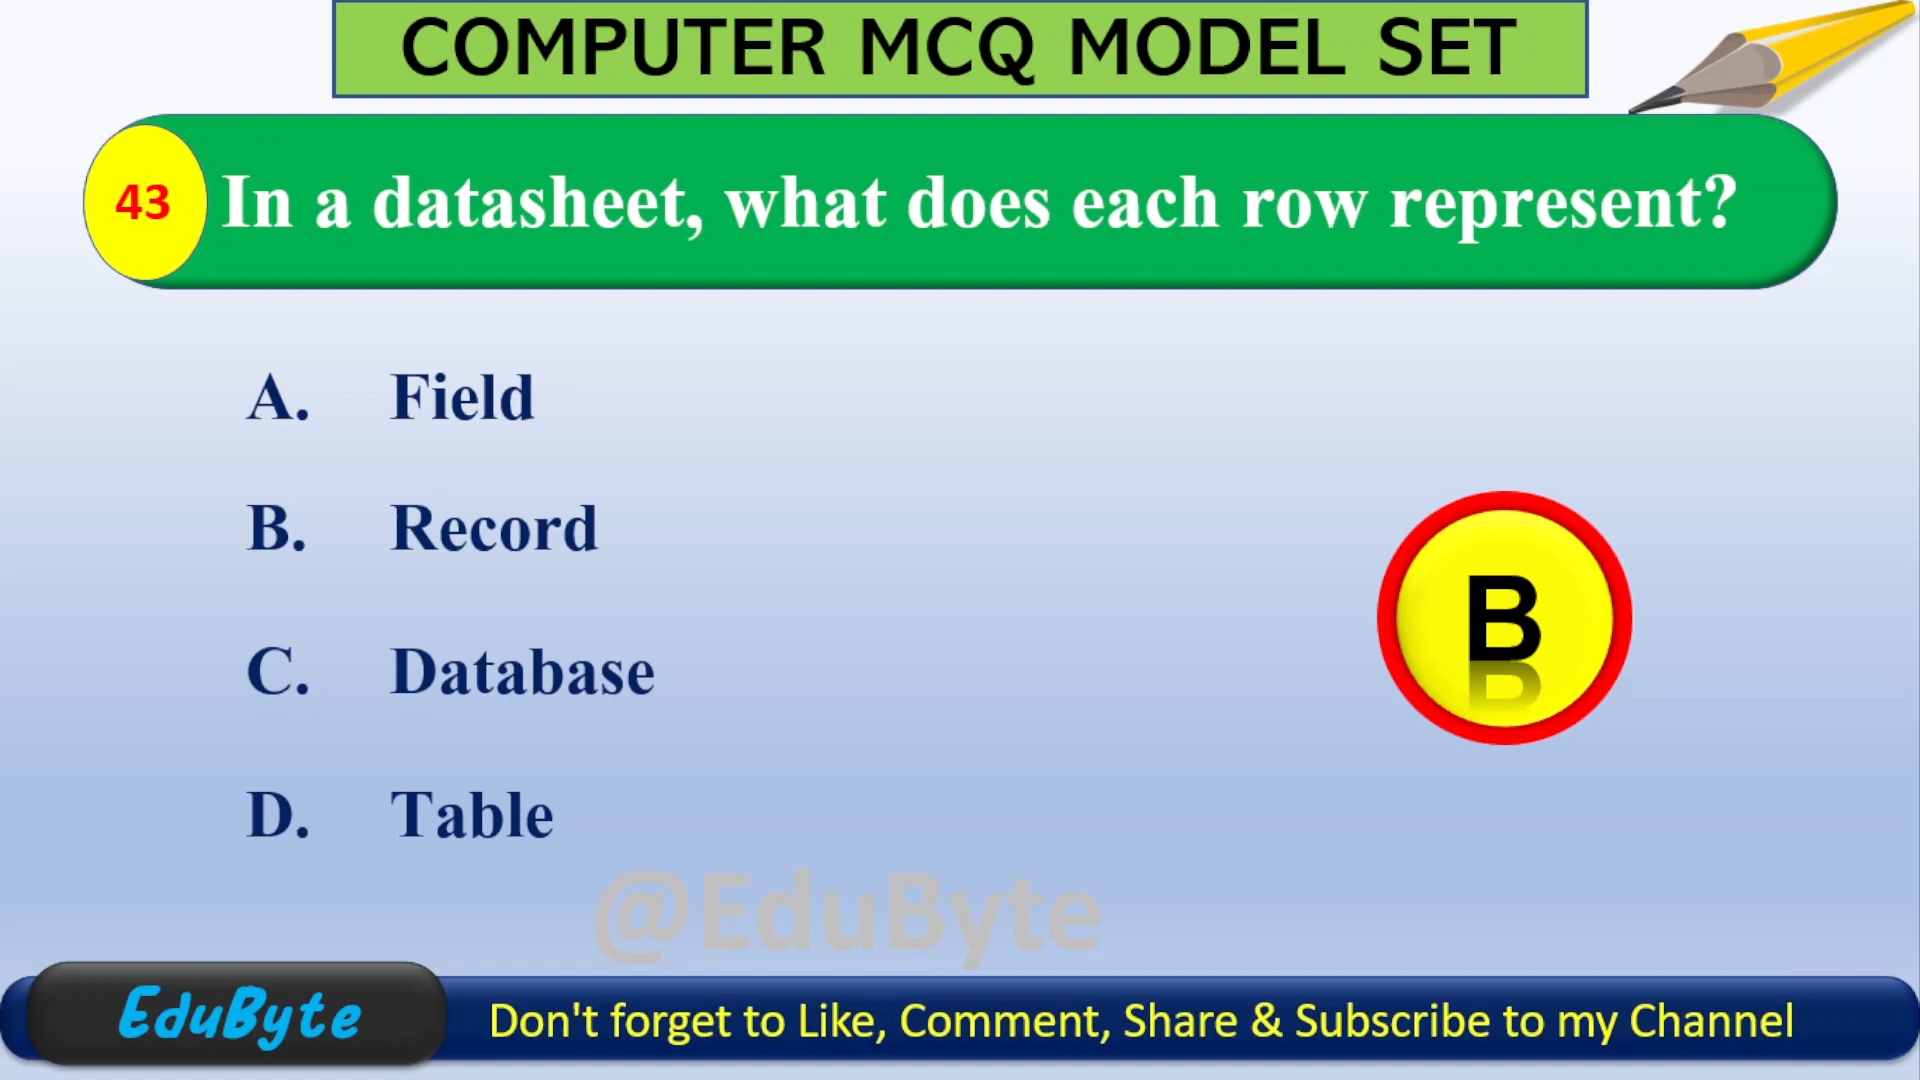 COMPUTER MCQ MODEL SET
43 In a datasheet, what does each row represent?
A. Field
B. Record
C. Database
D. Table
B
@EduByte
EduByte Don't forget to Like, Comment, Share & Subscribe to my Channel